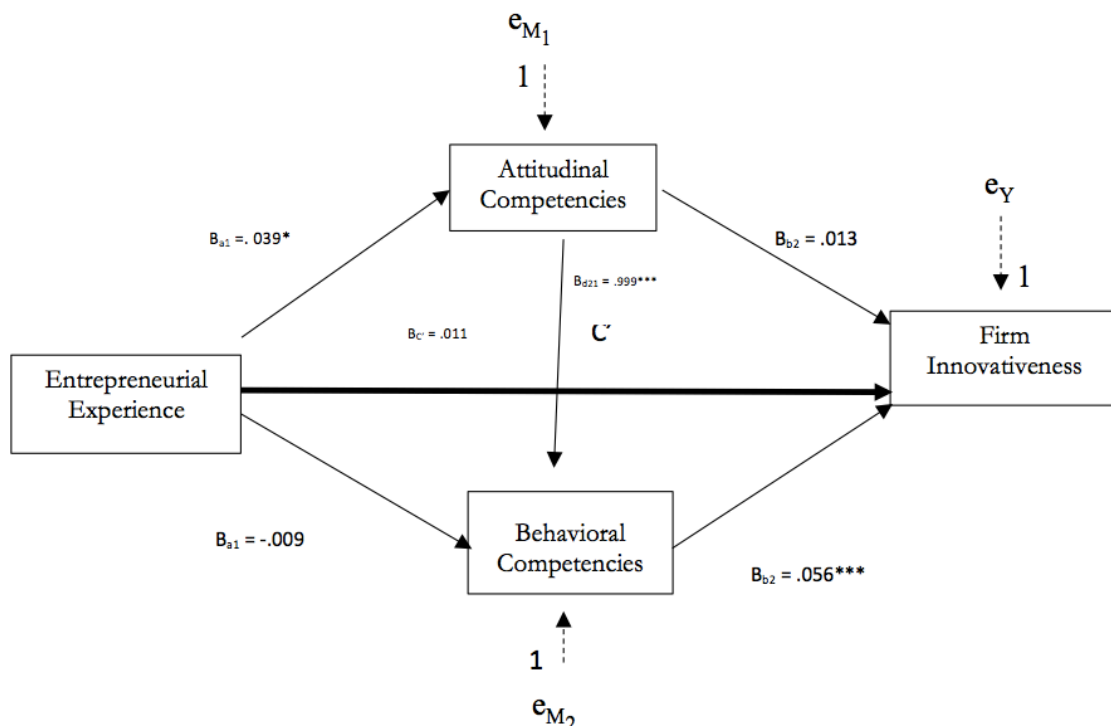 eM1
1
Attitudinal
Competencies
eY
1
Ba1 =. 039*
Bb2 = .013
Bd21 = .999***
BC' = .011
C'
Firm
Innovativeness
Entrepreneurial
Experience
Ba1 = -.009
Behavioral
Competencies
Bb2 = .056***
1
eM2